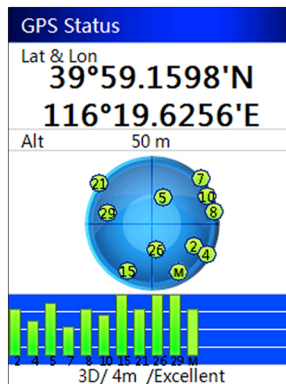 GPS Status
Lat & Lon
39°59.1598'N
116°19.6256'E
Alt 50 m
21 7
5 10
29 8
26 2 4
15 M
2 4 5 7 8 10 15 21 26 29 M
3D/ 4m /Excellent